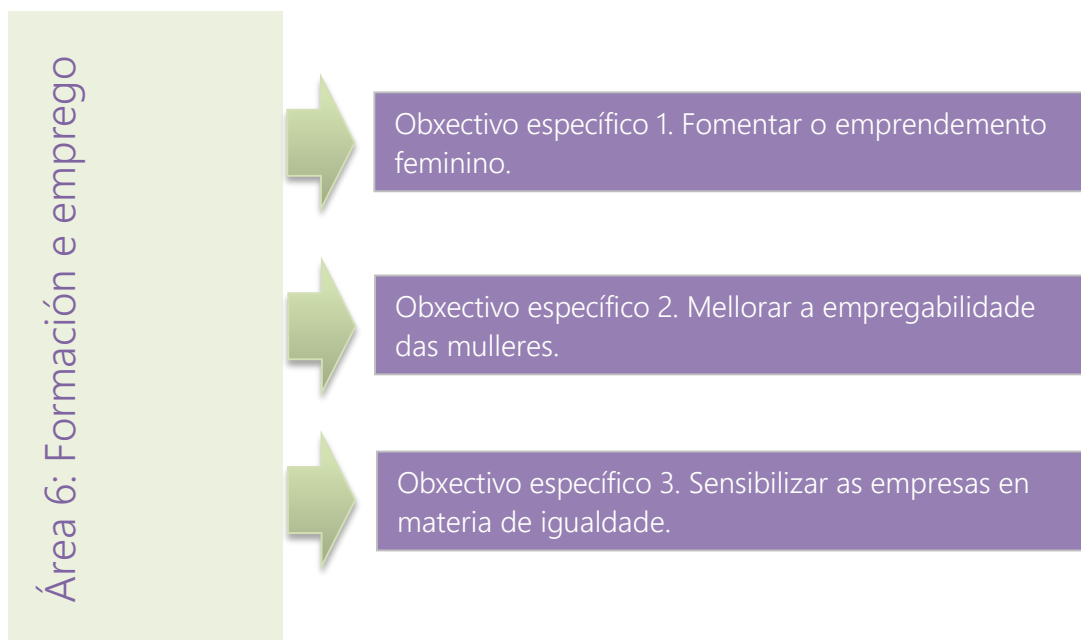 Área 6: Formación e emprego
Obxectivo específico 1. Fomentar o emprendemento
feminino.
Obxectivo específico 2. Mellorar a empregabilidade
das mulleres.
Obxectivo específico 3. Sensibilizar as empresas en
materia de igualdade.